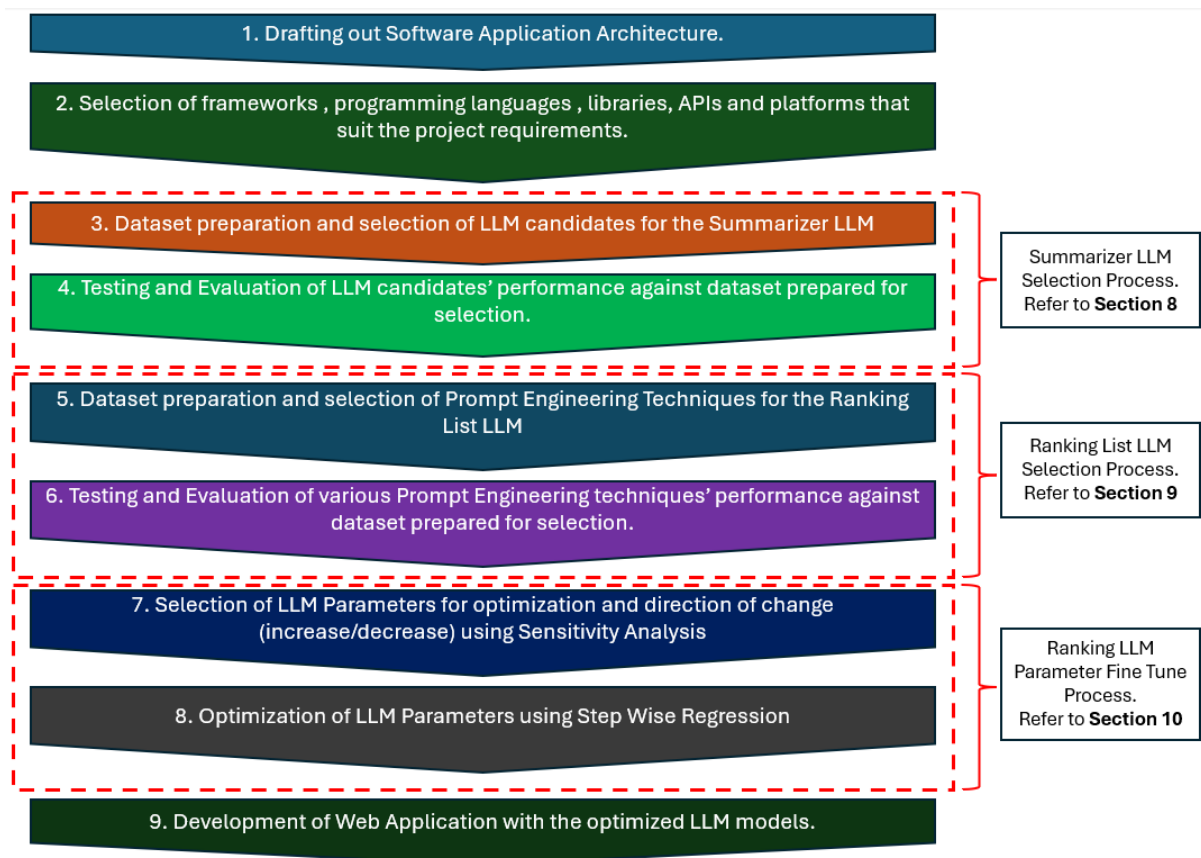 1. Drafting out Software Application Architecture.
2. Selection of frameworks , programming languages , libraries, APIs and platforms that
suit the project requirements.
3. Dataset preparation and selection of LLM candidates for the Summarizer LLM
4. Testing and Evaluation of LLM candidates’ performance against dataset prepared for
selection.
Summarizer LLM
Selection Process.
Refer to Section 8
5. Dataset preparation and selection of Prompt Engineering Techniques for the Ranking
List LLM
6. Testing and Evaluation of various Prompt Engineering techniques’ performance against
dataset prepared for selection.
Ranking List LLM
Selection Process.
Refer to Section 9
7. Selection of LLM Parameters for optimization and direction of change
(increase/decrease) using Sensitivity Analysis
8. Optimization of LLM Parameters using Step Wise Regression
Ranking LLM
Parameter Fine Tune
Process.
Refer to Section 10
9. Development of Web Application with the optimized LLM models.